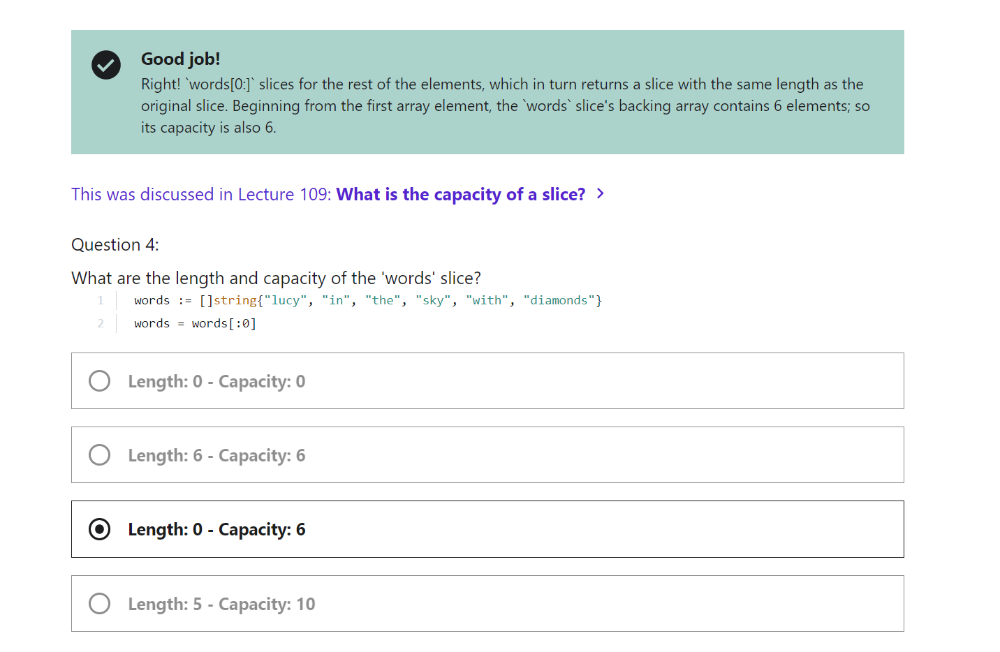 Good job!
Right! `words[0:]` slices for the rest of the elements, which in turn returns a slice with the same length as the
original slice. Beginning from the first array element, the `words` slice's backing array contains 6 elements; so
its capacity is also 6.
This was discussed in Lecture 109: What is the capacity of a slice? >
Question 4:
What are the length and capacity of the 'words' slice?
1 words := []string{"lucy", "in", "the", "sky", "with", "diamonds"}
2 words = words[:0]
Length: 0 - Capacity: 0
Length: 6 - Capacity: 6
Length: 0 - Capacity: 6
Length: 5 - Capacity: 10